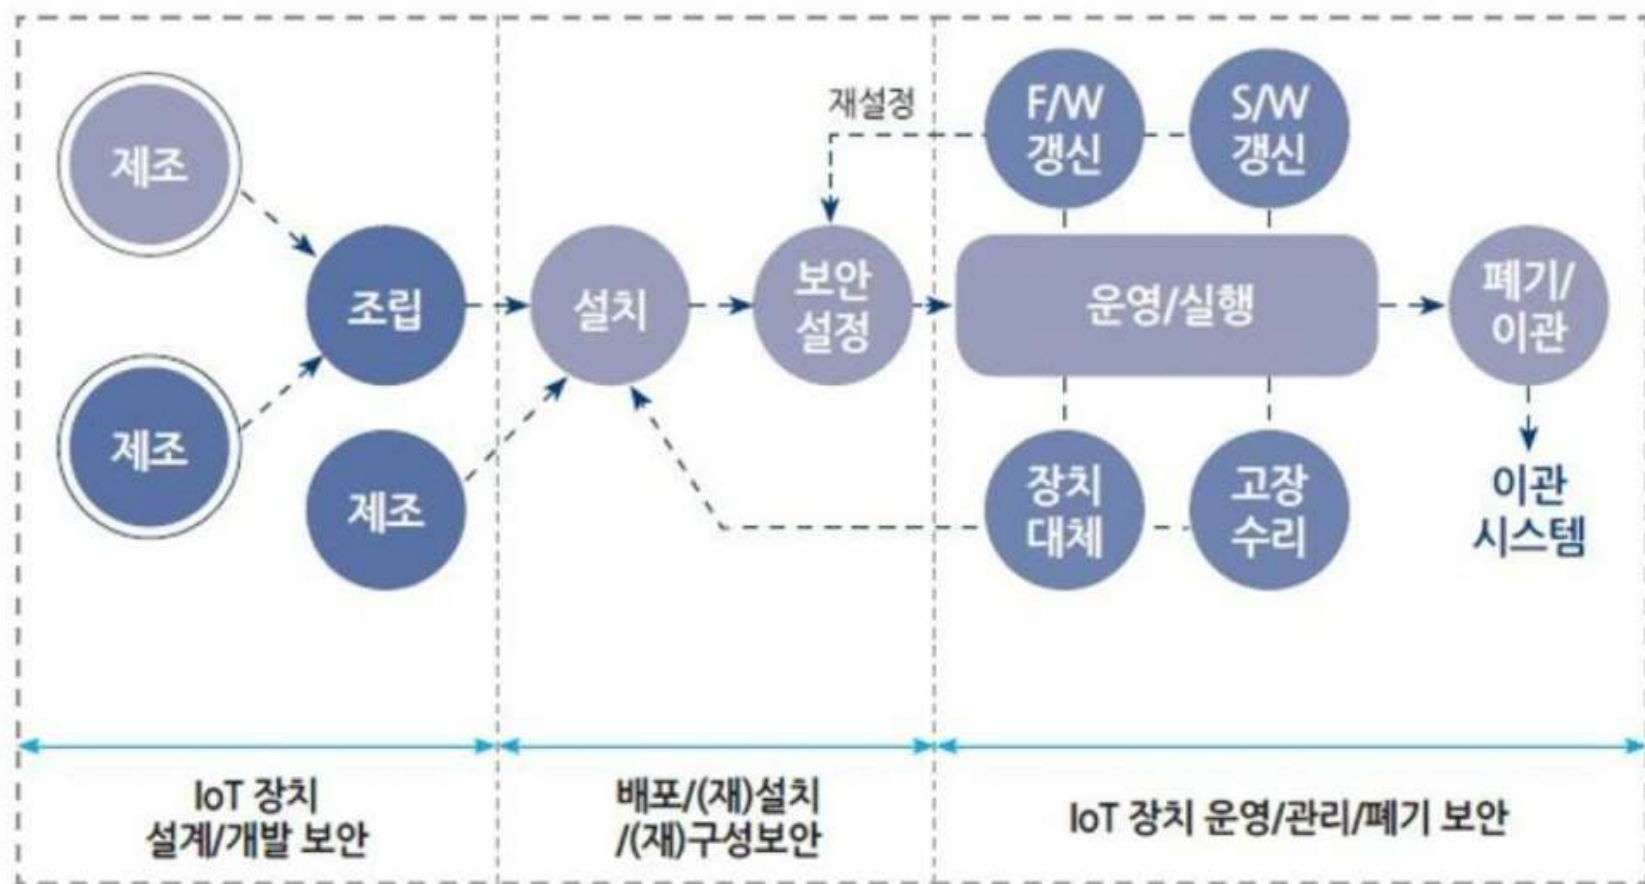 제조
제조
조립
제조
설치
재설정
보안
설정
F/W
갱신
S/W
갱신
운영/실행
장치
대체
고장
수리
폐기/
이관
이관
시스템
IoT 장치
설계/개발 보안
배포/(재)설치
/(재)구성보안
IoT 장치 운영/관리/폐기 보안